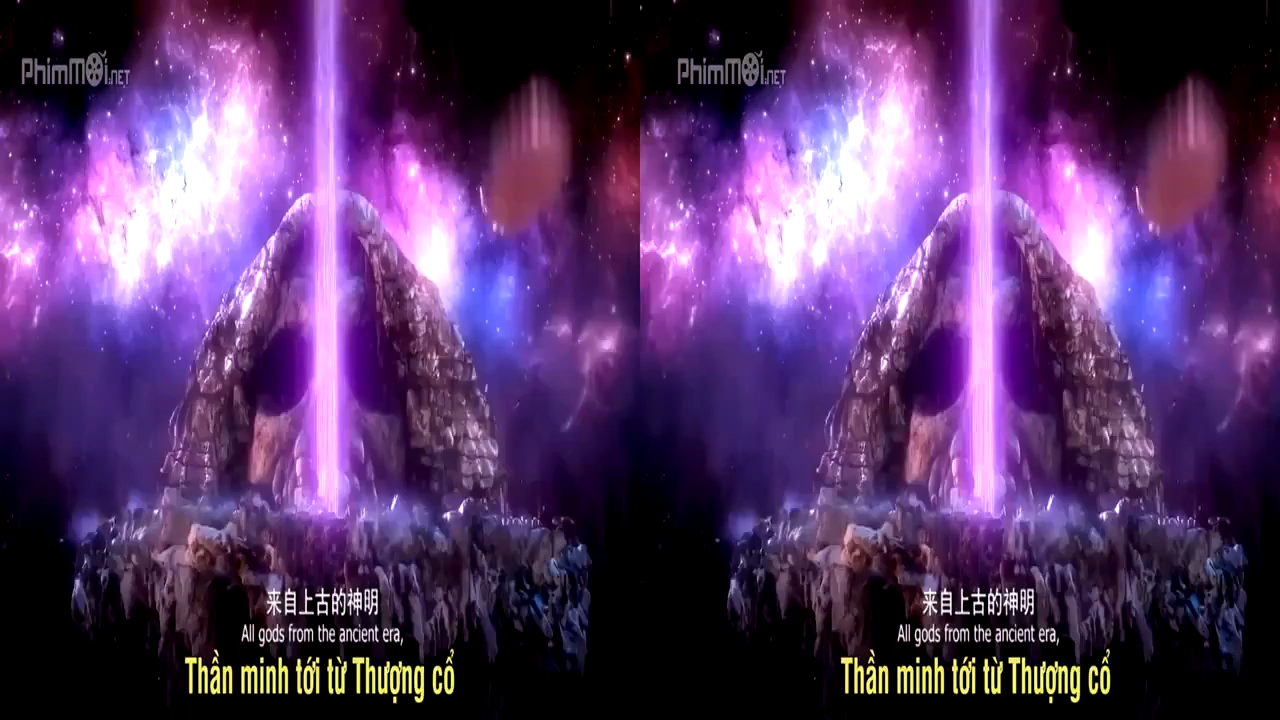 PhimMỡi.NET
PhimMỡi.NET
来自上古的神明
All gods from the ancient era,
Thần minh tới từ Thượng cổ
来自上古的神明
All gods from the ancient era,
Thần minh tới từ Thượng cổ